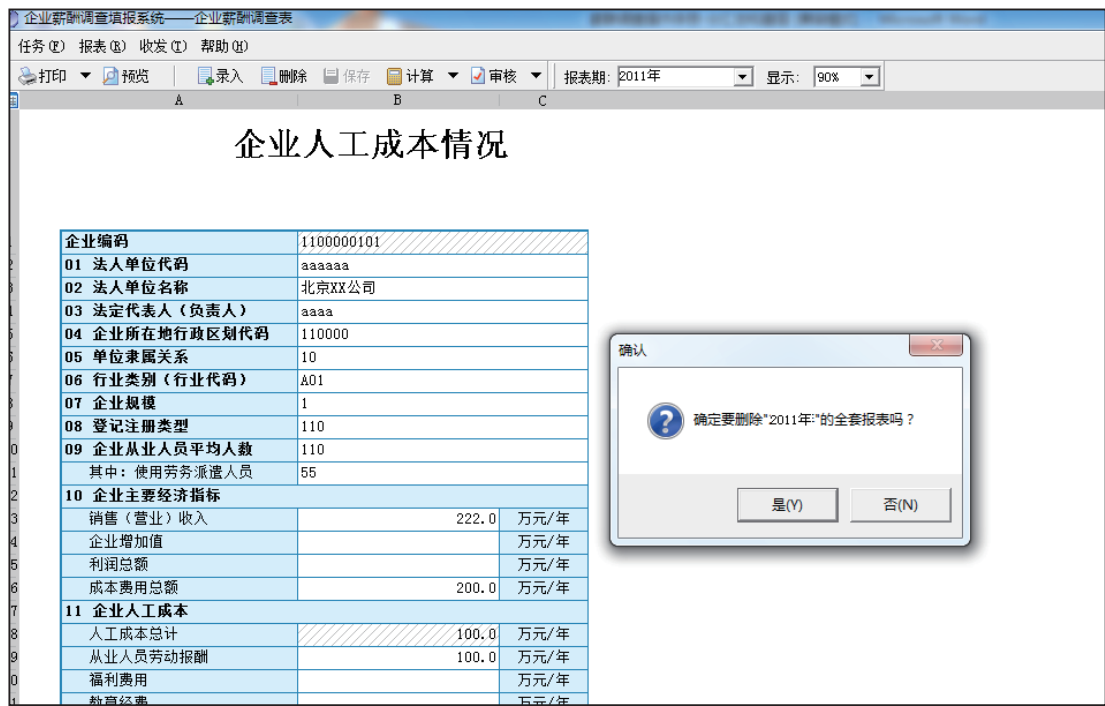 企业薪酬调查填报系统——企业薪酬调查表
任务(F) 报表(R) 收发(T) 帮助(H)
打印 预览 录入 删除 保存 计算 审核 报表期: 2011年 显示: 90%
A B C
企业人工成本情况
企业编码 1100000101
01 法人单位代码 aaaaaa
02 法人单位名称 北京XX公司
03 法定代表人（负责人） aaaa
04 企业所在地行政区划代码 110000
05 单位隶属关系 10
06 行业类别（行业代码） A01
07 企业规模 1
08 登记注册类型 110
09 企业从业人员平均人数 110
其中: 使用劳务派遣人员 55
10 企业主要经济指标
销售（营业）收入 222.0 万元/年
企业增加值 万元/年
利润总额 万元/年
成本费用总额 200.0 万元/年
11 企业人工成本
人工成本总计 100.0 万元/年
从业人员劳动报酬 100.0 万元/年
福利费用 万元/年
教育经费 万元/年
确认
确定要删除"2011年:"的全套报表吗？
是(Y) 否(N)